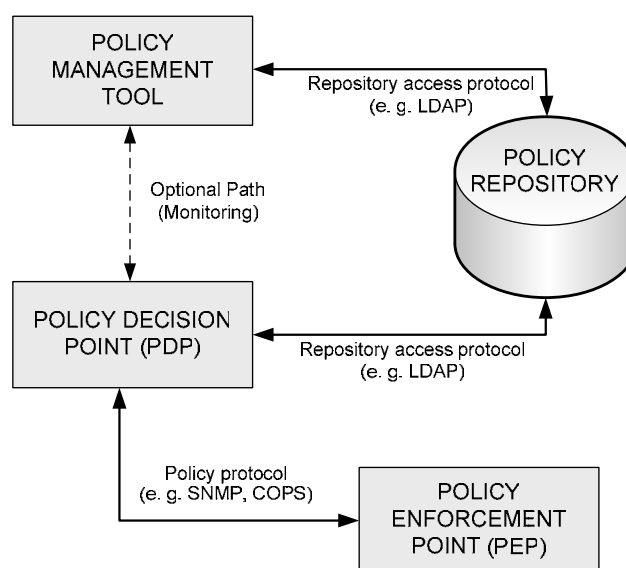 POLICY
MANAGEMENT
TOOL
Repository access protocol
(e. g. LDAP)
POLICY
REPOSITORY
Optional Path
(Monitoring)
POLICY DECISION
POINT (PDP)
Repository access protocol
(e. g. LDAP)
Policy protocol
(e. g. SNMP, COPS)
POLICY
ENFORCEMENT
POINT (PEP)